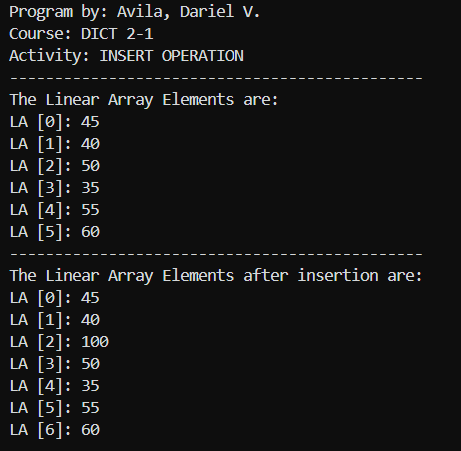 Program by: Avila, Dariel V.
Course: DICT 2-1
Activity: INSERT OPERATION
----------------------------------------------
The Linear Array Elements are:
LA [0]: 45
LA [1]: 40
LA [2]: 50
LA [3]: 35
LA [4]: 55
LA [5]: 60
----------------------------------------------
The Linear Array Elements after insertion are:
LA [0]: 45
LA [1]: 40
LA [2]: 100
LA [3]: 50
LA [4]: 35
LA [5]: 55
LA [6]: 60